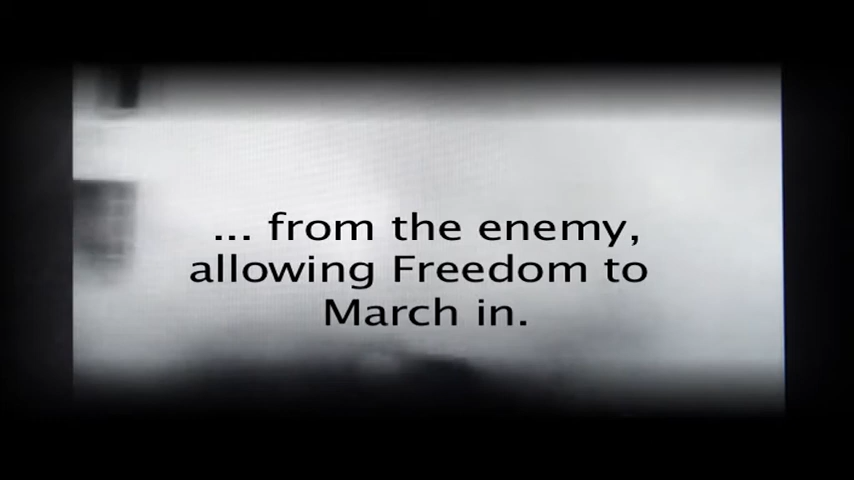 ... from the enemy,
allowing Freedom to
March in.